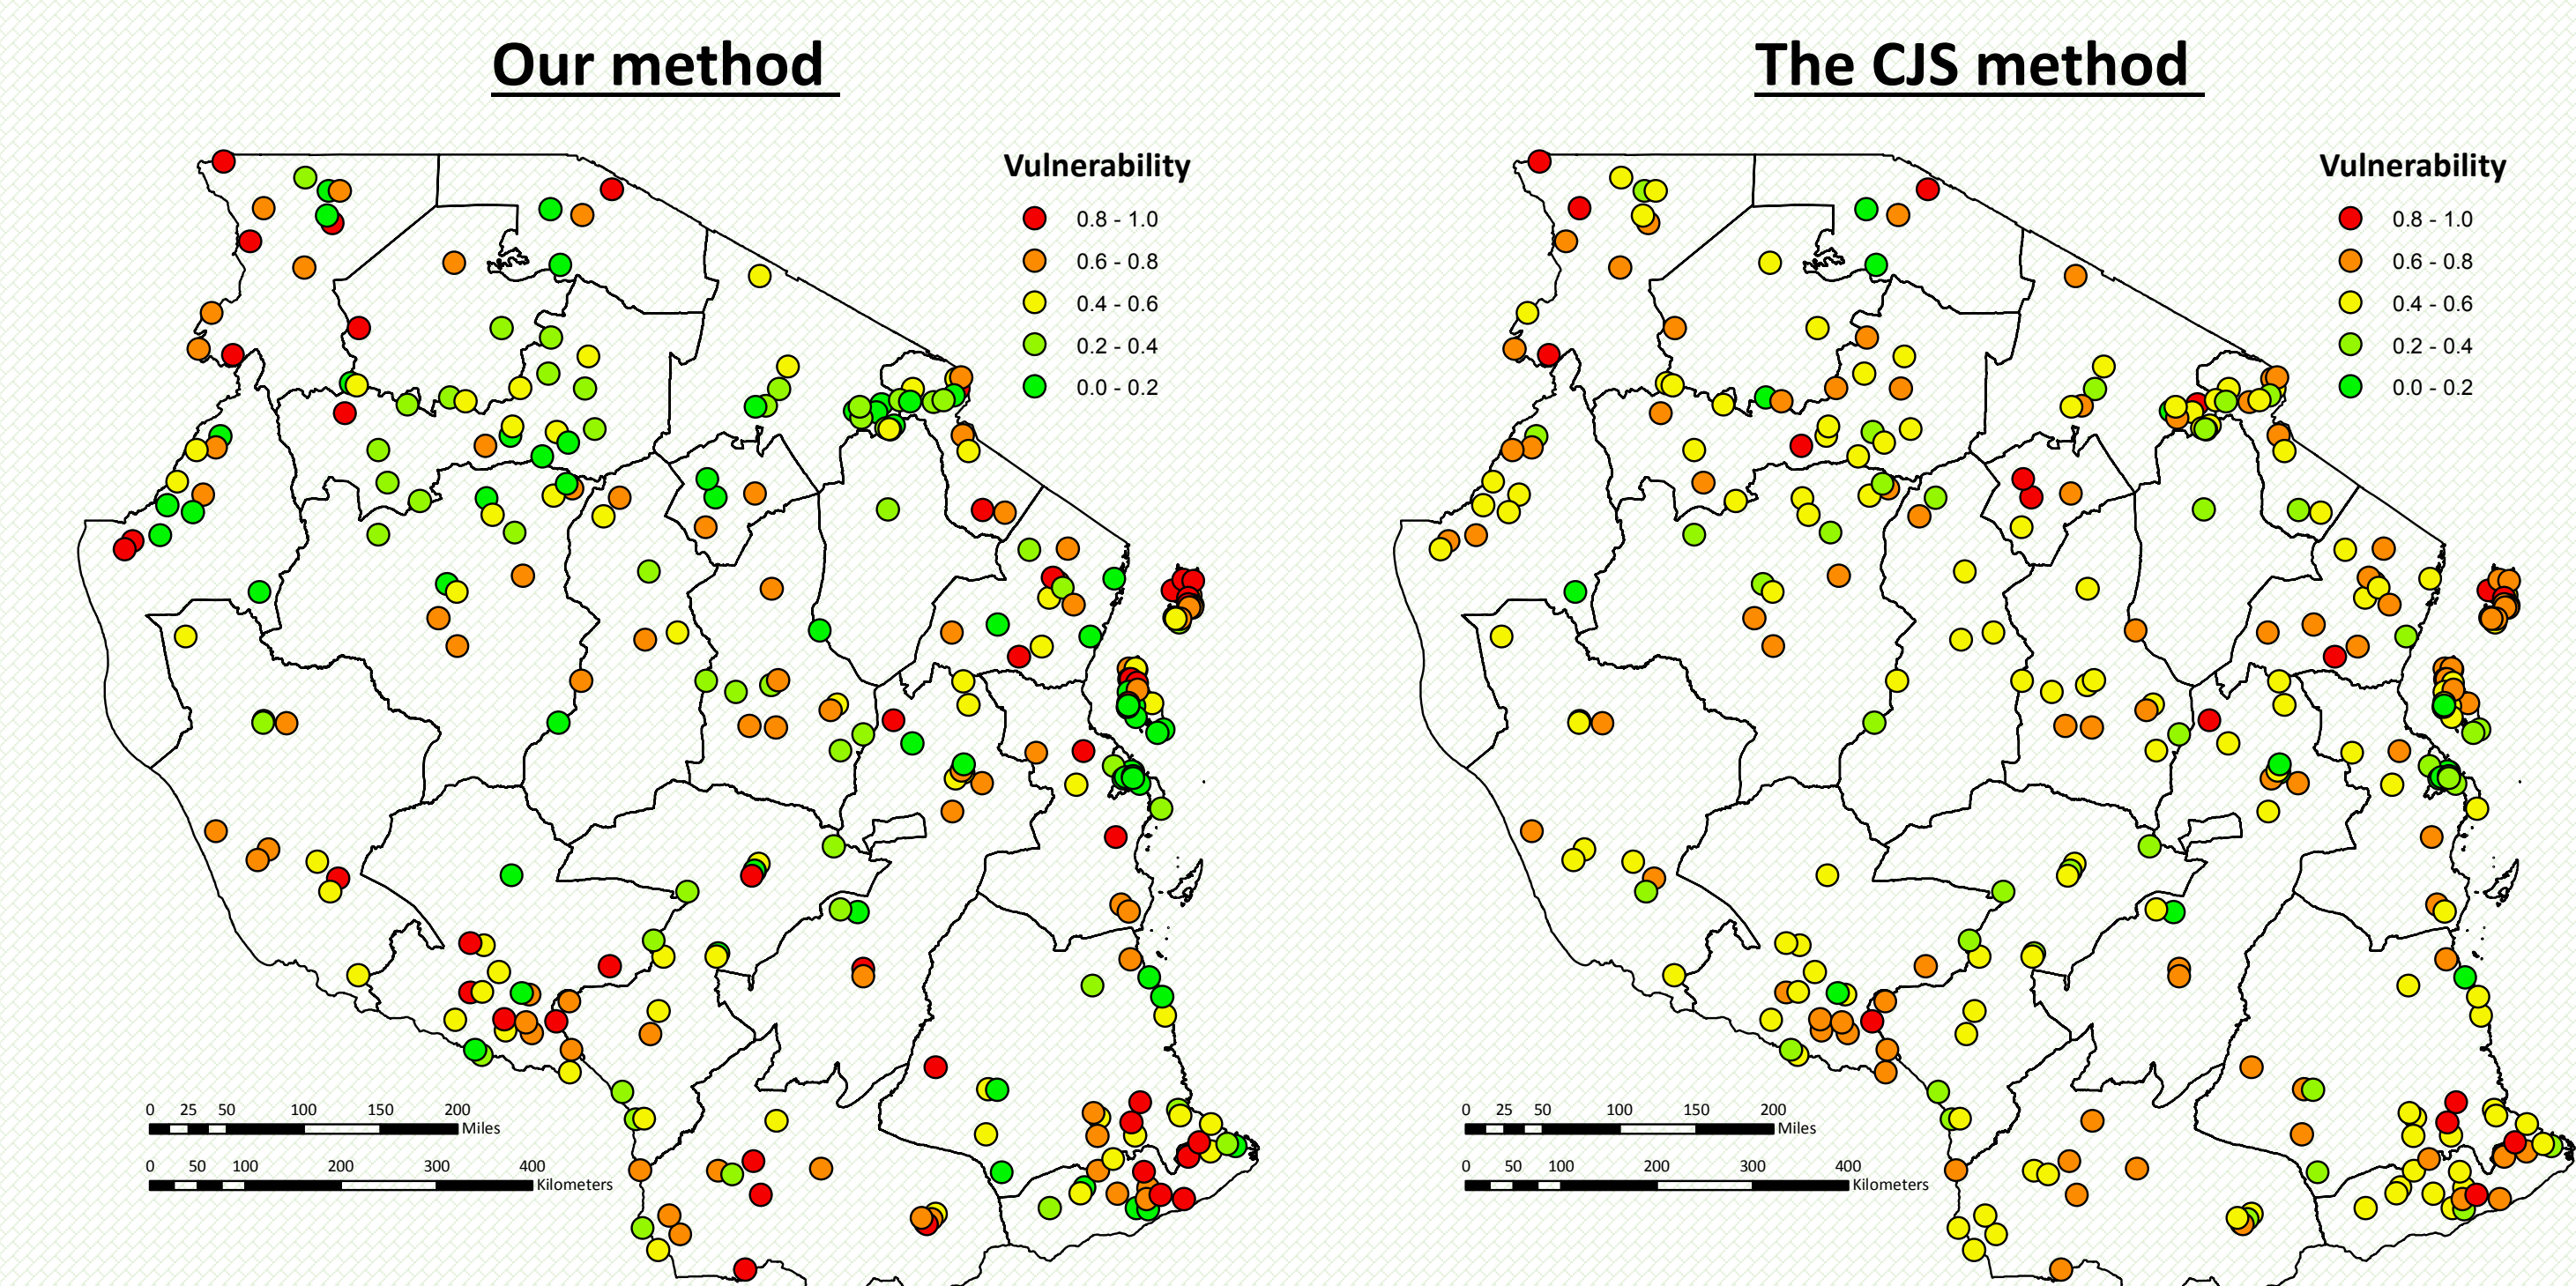 Our method
The CJS method
Vulnerability
0.8 - 1.0
0.6 - 0.8
0.4 - 0.6
0.2 - 0.4
0.0 - 0.2
Vulnerability
0.8 - 1.0
0.6 - 0.8
0.4 - 0.6
0.2 - 0.4
0.0 - 0.2
0 25 50 100 150 200
Miles
0 50 100 200 300 400
Kilometers
0 25 50 100 150 200
Miles
0 50 100 200 300 400
Kilometers